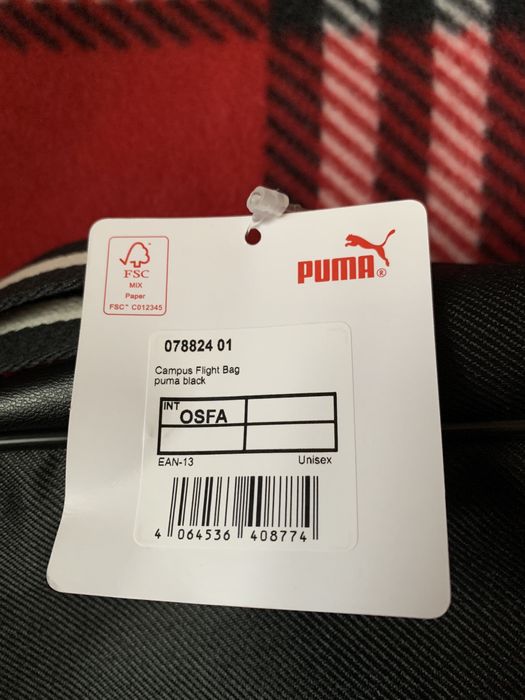 FSC
MIX
Paper
FSC™ C012345
PUMA®
078824 01
Campus Flight Bag
puma black
INT
OSFA
EAN-13 Unisex
4 064536 408774